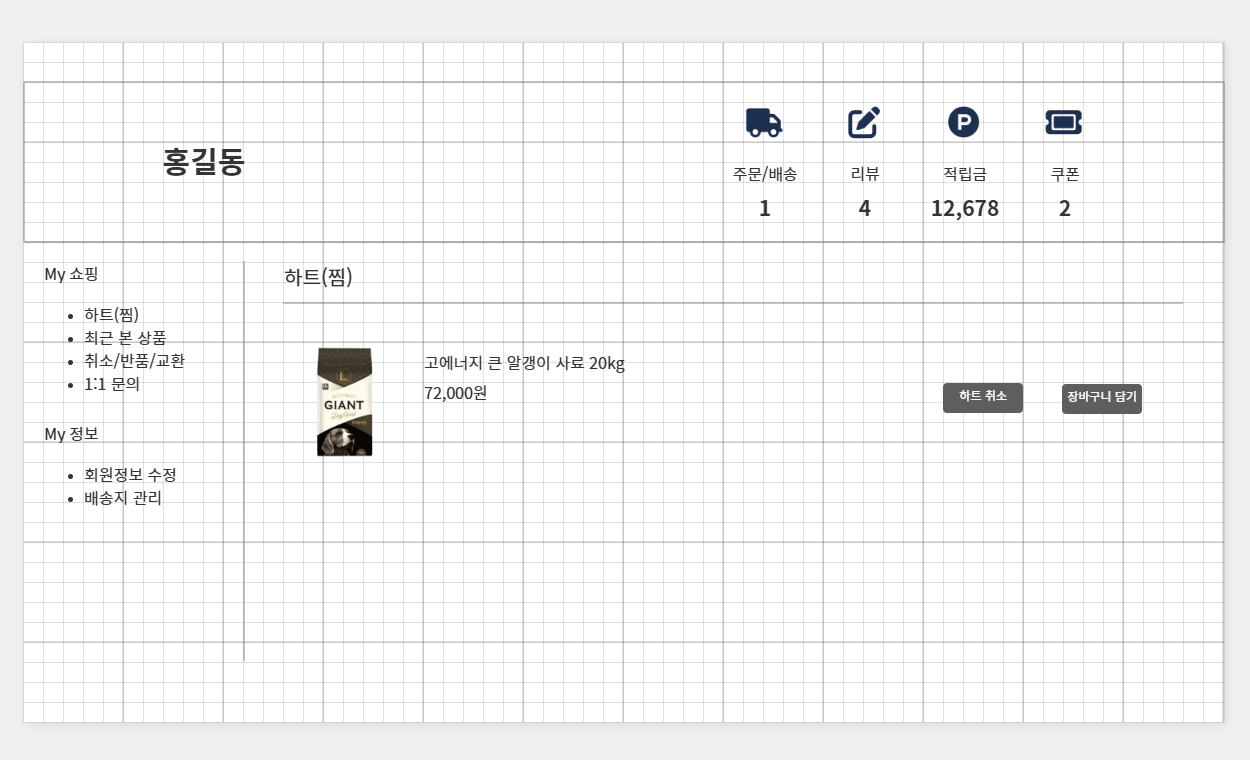 홍길동
주문/배송
리뷰
적립금
쿠폰
1
4
12,678
2
My 쇼핑
하트(찜)
최근 본 상품
취소/반품/교환
1:1 문의
My 정보
회원정보 수정
배송지 관리
하트(찜)
L
GIANT
고에너지 큰 알갱이 사료 20kg
72,000원
하트 취소
장바구니 담기